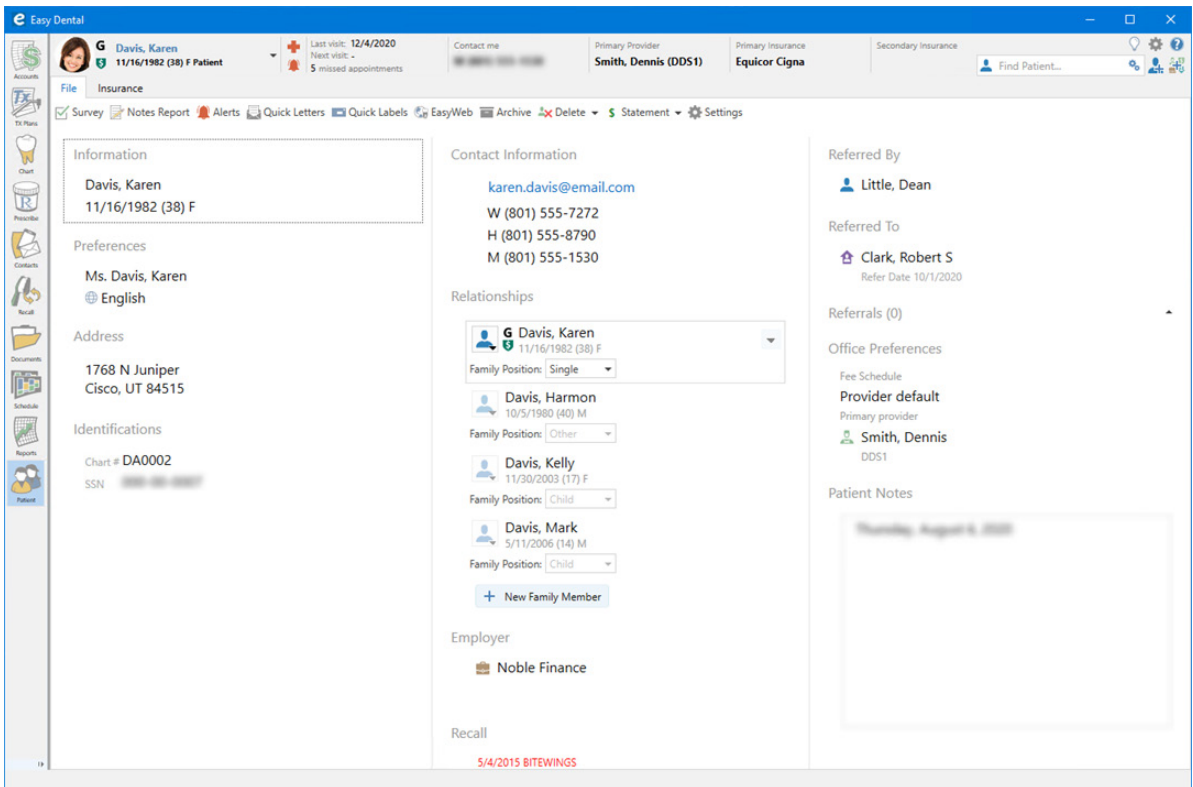 Easy Dental
Accounts
TX Plans
Chart
Prescribe
Contacts
Recall
Documents
Schedule
Reports
Patient
G Davis, Karen
11/16/1982 (38) F Patient
Last visit: 12/4/2020
Next visit: -
5 missed appointments
Contact me
Primary Provider
Smith, Dennis (DDS1)
Primary Insurance
Equicor Cigna
Secondary Insurance
Find Patient...
File Insurance
Survey Notes Report Alerts Quick Letters Quick Labels EasyWeb Archive Delete Statement Settings
Information
Davis, Karen
11/16/1982 (38) F
Preferences
Ms. Davis, Karen
English
Address
1768 N Juniper
Cisco, UT 84515
Identifications
Chart # DA0002
SSN
Contact Information
karen.davis@email.com
W (801) 555-7272
H (801) 555-8790
M (801) 555-1530
Relationships
G Davis, Karen
11/16/1982 (38) F
Family Position: Single
Davis, Harmon
10/5/1980 (40) M
Family Position: Other
Davis, Kelly
11/30/2003 (17) F
Family Position: Child
Davis, Mark
5/11/2006 (14) M
Family Position: Child
+ New Family Member
Employer
Noble Finance
Recall
5/4/2015 BITEWINGS
Referred By
Little, Dean
Referred To
Clark, Robert S
Refer Date 10/1/2020
Referrals (0)
Office Preferences
Fee Schedule
Provider default
Primary provider
Smith, Dennis
DDS1
Patient Notes